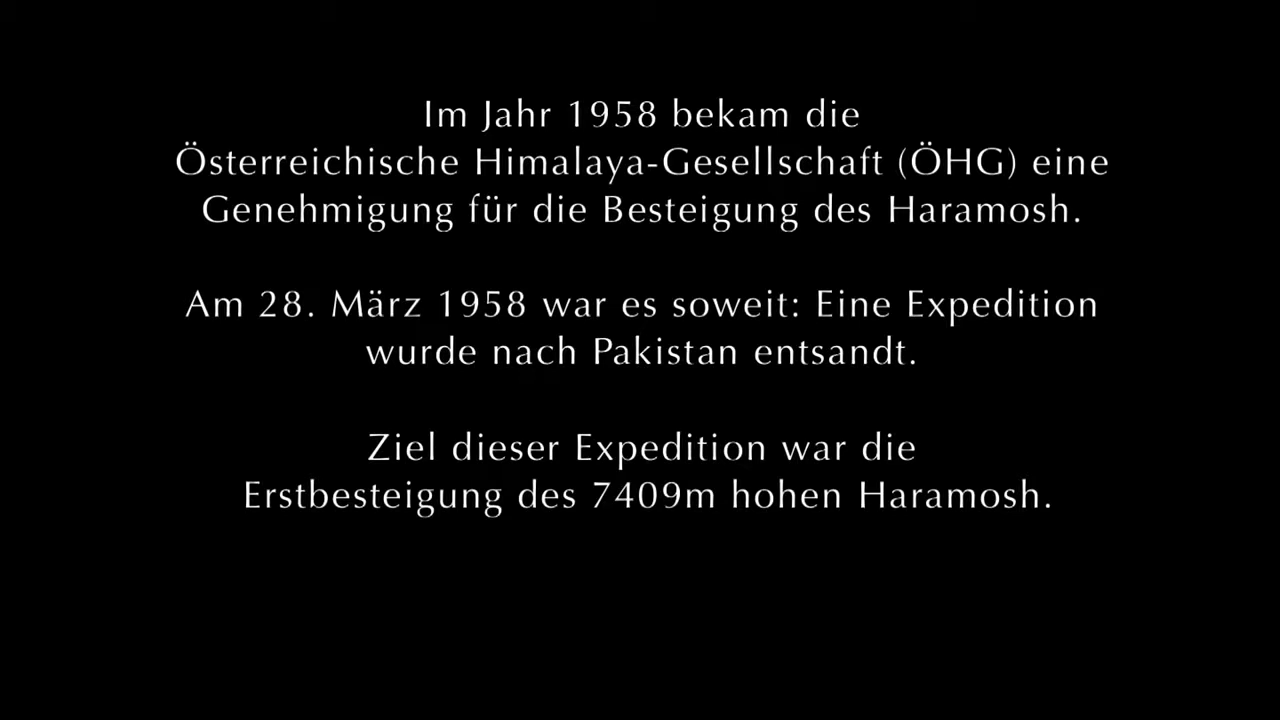 Im Jahr 1958 bekam die
Österreichische Himalaya-Gesellschaft (ÖHG) eine
Genehmigung für die Besteigung des Haramosh.
Am 28. März 1958 war es soweit: Eine Expedition
wurde nach Pakistan entsandt.
Ziel dieser Expedition war die
Erstbesteigung des 7409m hohen Haramosh.